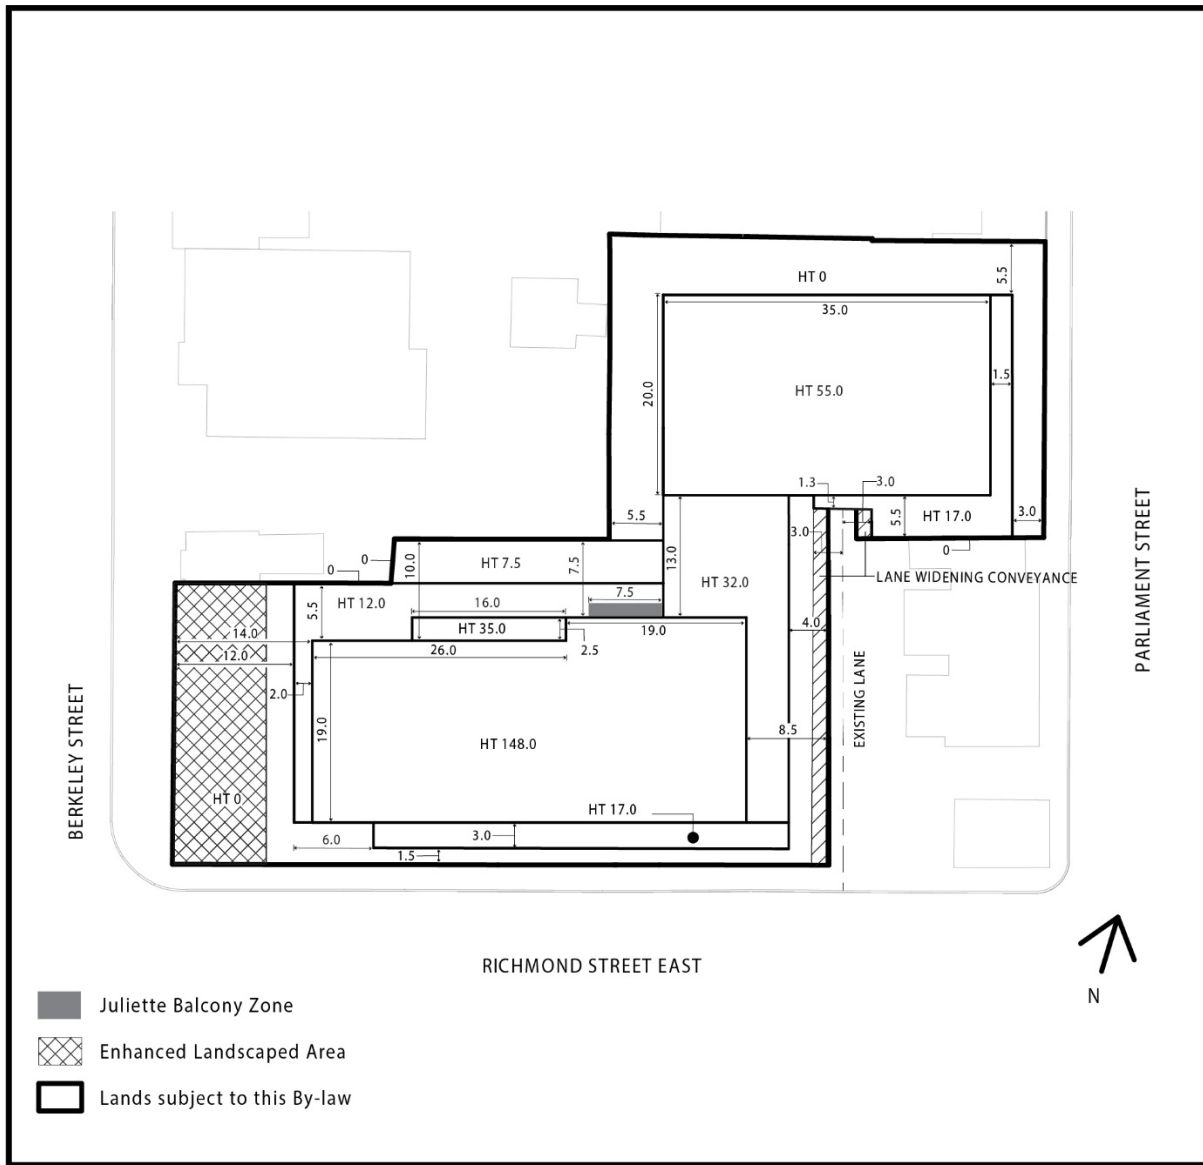 HT 0
5.5
35.0
1.5
20.0
HT 55.0
1.3
3.0
5.5
5.5
HT 17.0
3.0
3.0
0
0
0
10.0
HT 7.5
7.5
13.0
HT 32.0
LANE WIDENING CONVEYANCE
7.5
5.5
HT 12.0
16.0
14.0
HT 35.0
19.0
4.0
12.0
26.0
2.5
2.0
19.0
HT 148.0
8.5
EXISTING LANE
HT 0
HT 17.0
6.0
3.0
1.5
BERKELEY STREET
PARLIAMENT STREET
RICHMOND STREET EAST
N
Juliette Balcony Zone
Enhanced Landscaped Area
Lands subject to this By-law